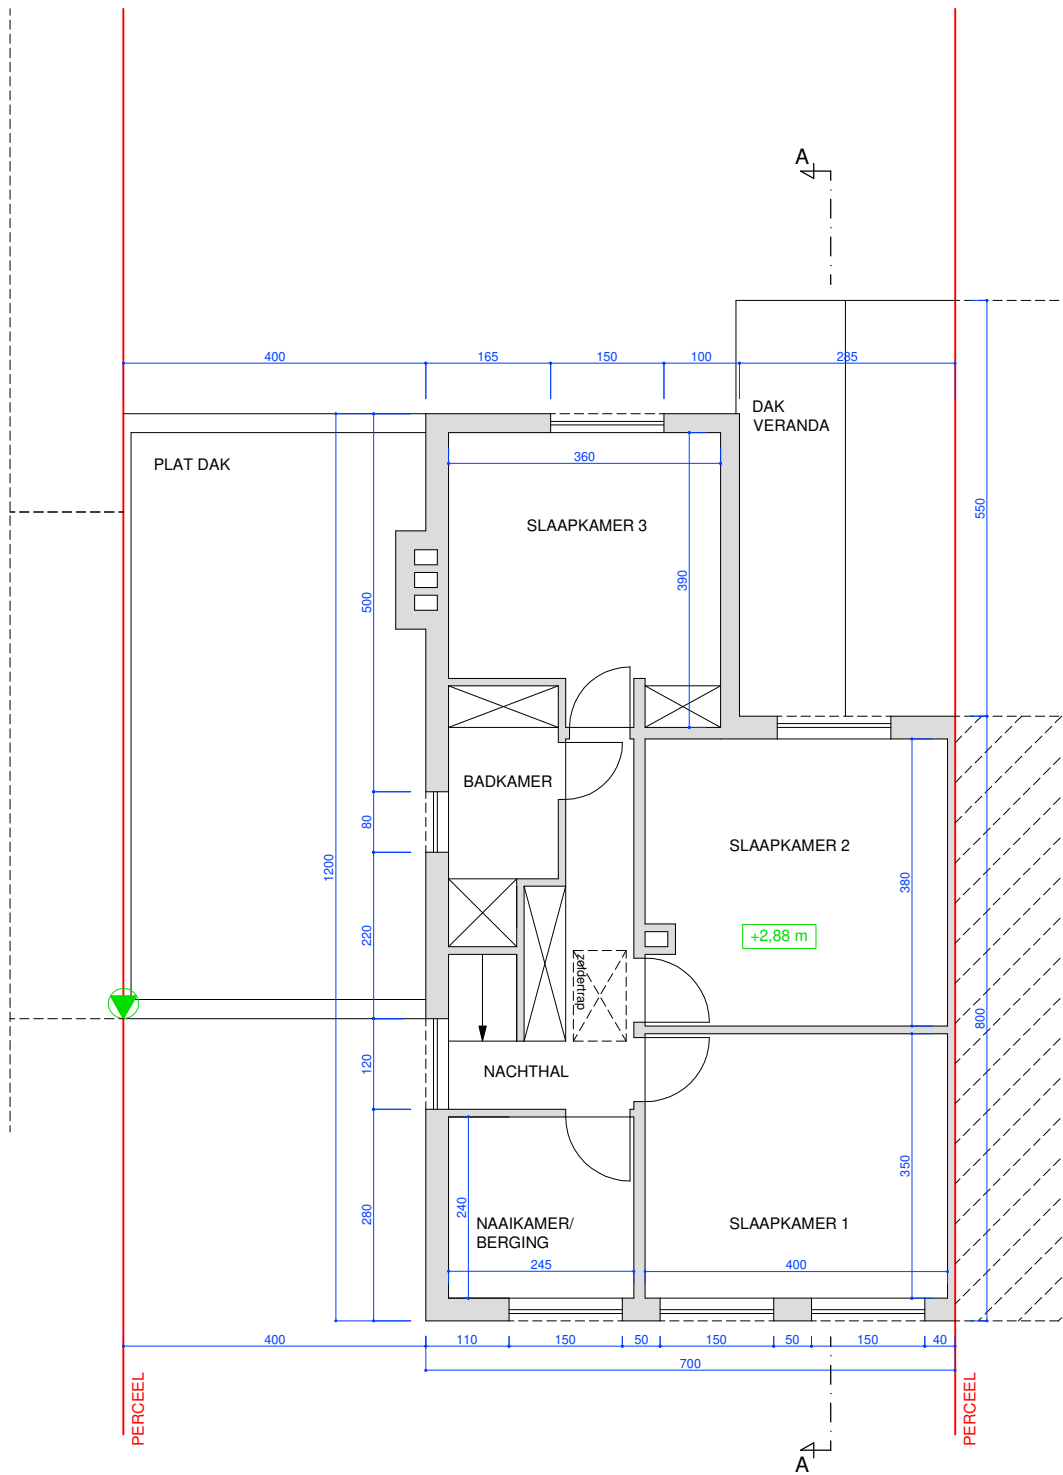 A
400
165
150
100
285
DAK
VERANDA
PLAT DAK
360
SLAAPKAMER 3
550
390
500
BADKAMER
80
1200
SLAAPKAMER 2
380
220
+2,88 m
zoldertrap
800
120
NACHTHAL
350
240
280
NAAIKAMER/
BERGING
SLAAPKAMER 1
245
400
400
110
150
50
150
50
150
40
700
PERCEEL
PERCEEL
A